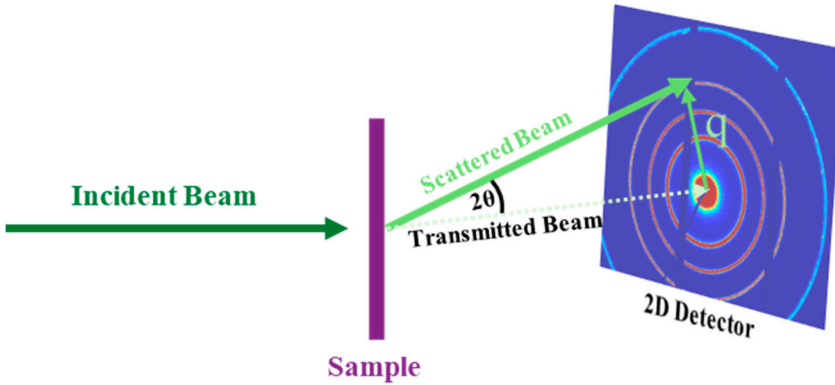 Incident Beam
Scattered Beam
q
2θ
Transmitted Beam
2D Detector
Sample